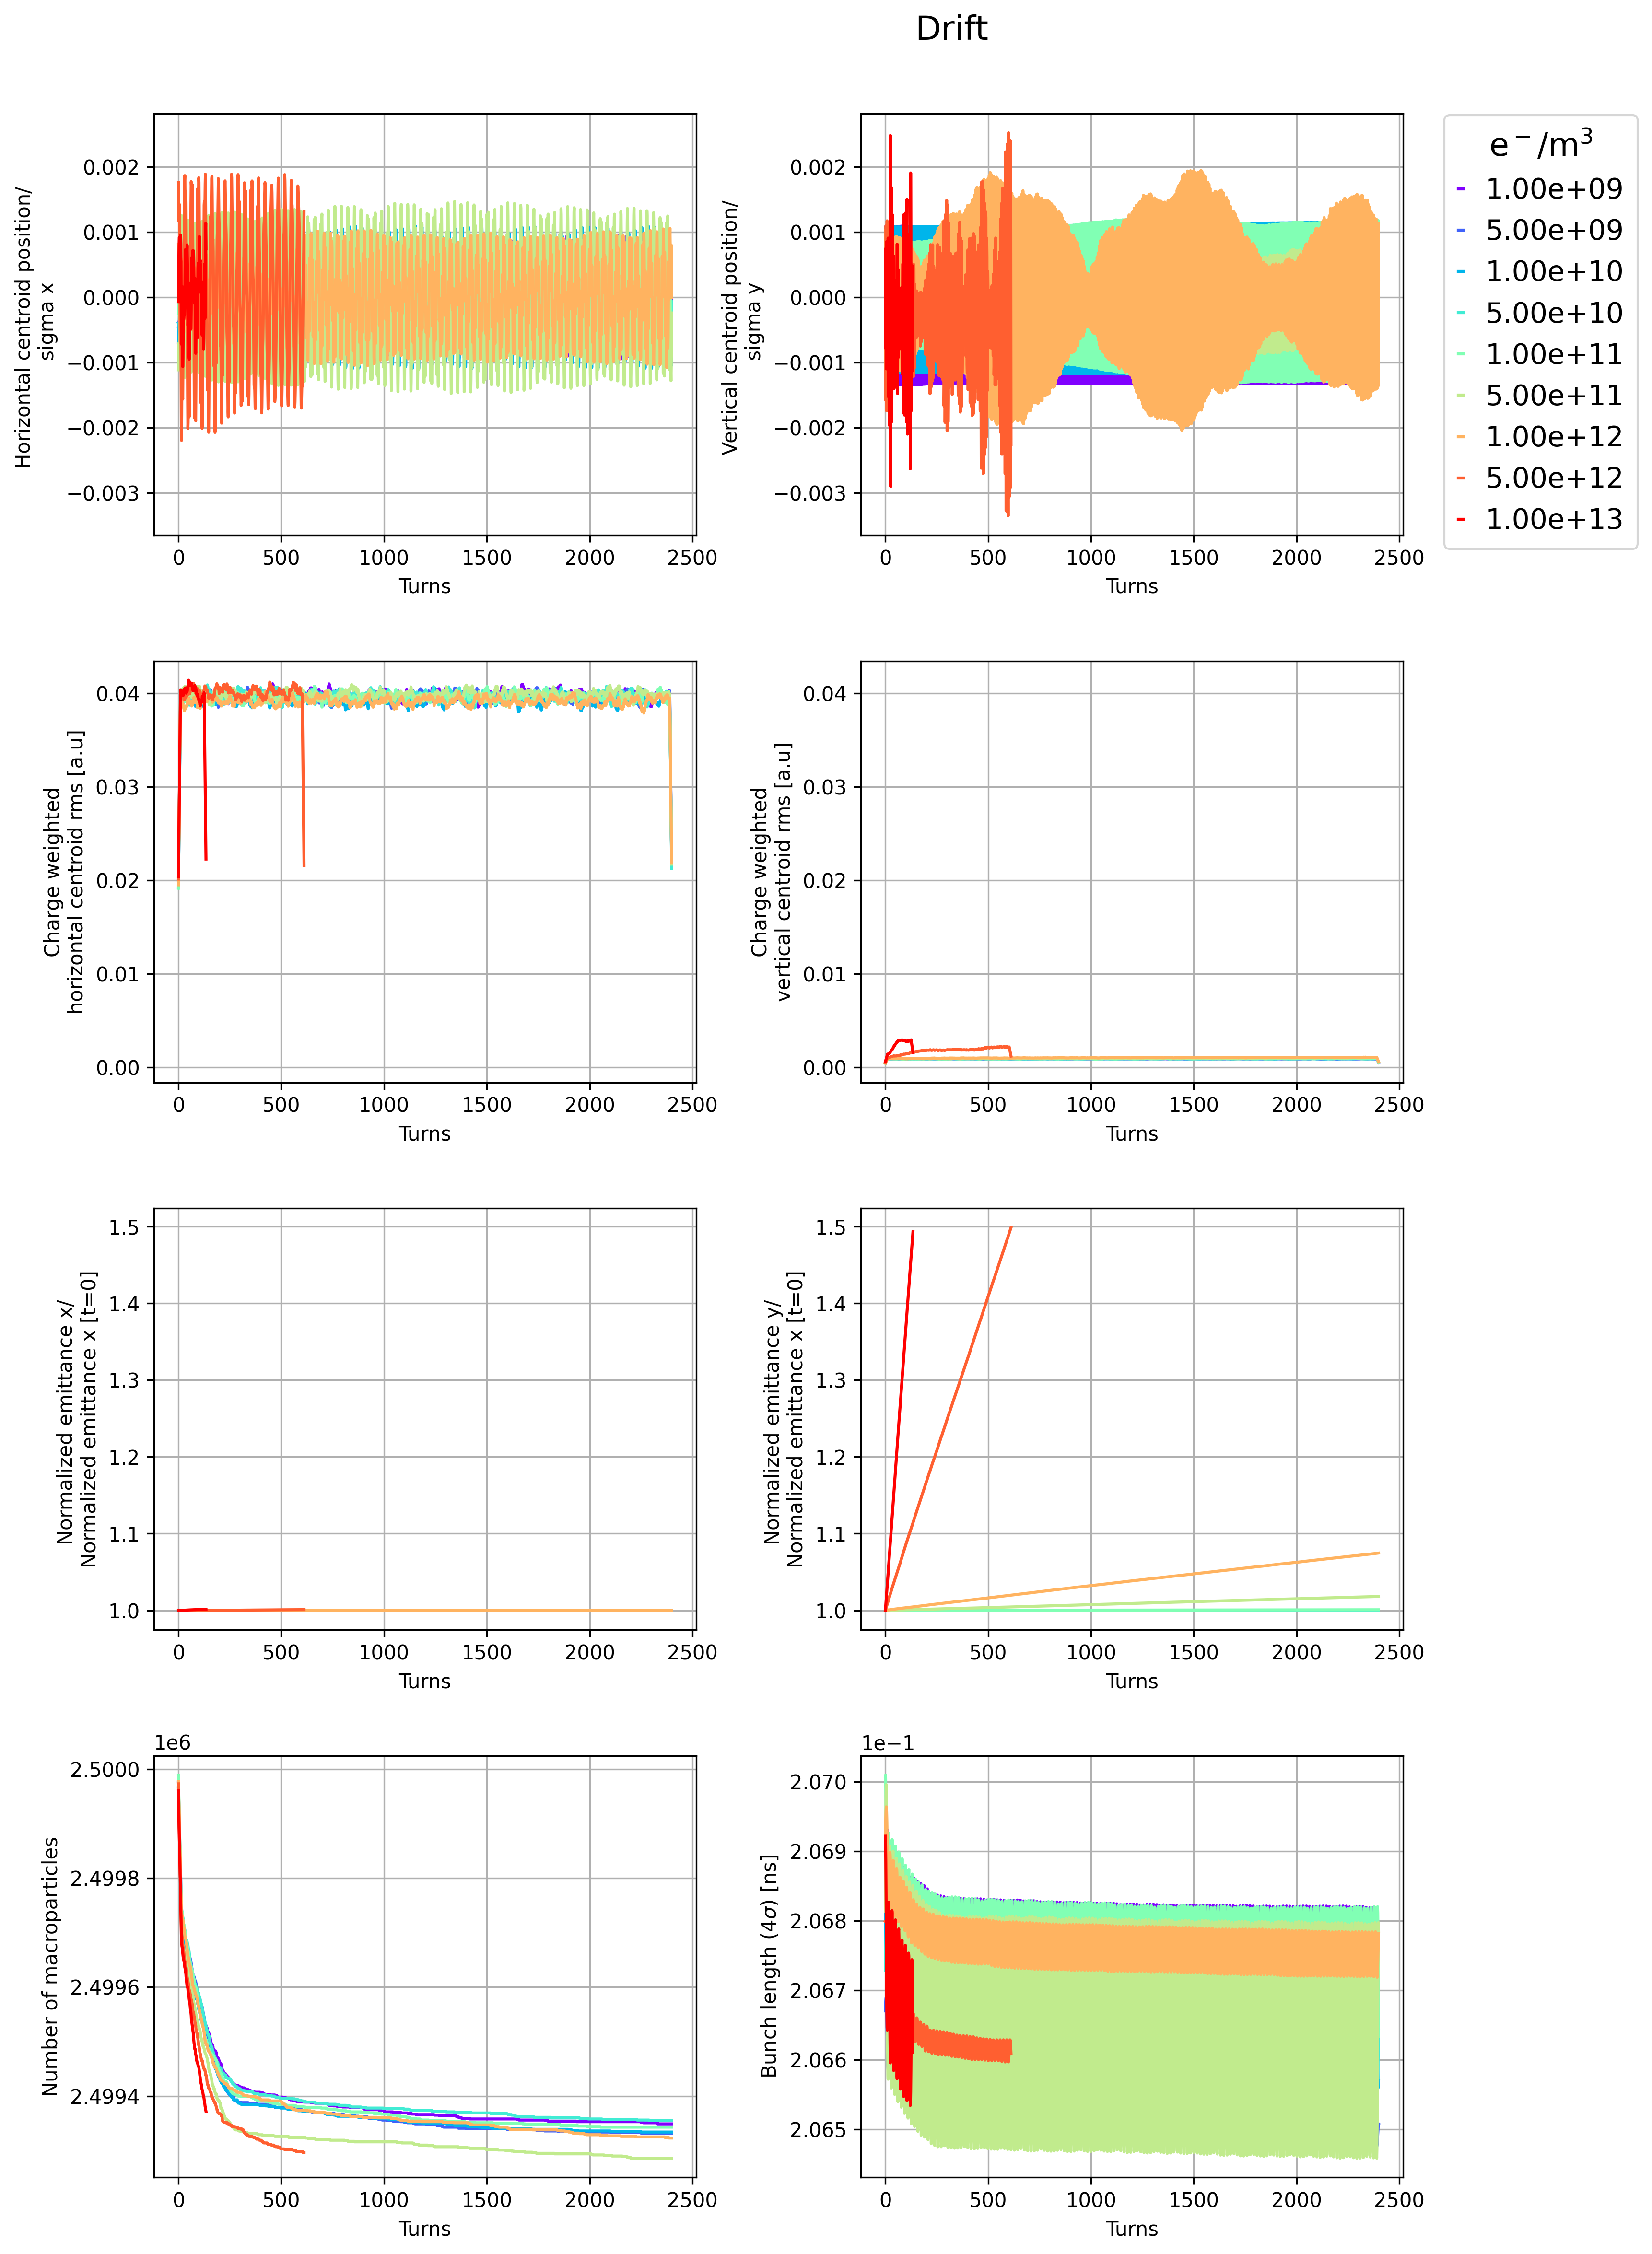 Drift
Horizontal centroid position/
sigma x
0.002
0.001
0.000
−0.001
−0.002
−0.003
0 500 1000 1500 2000 2500
Turns
Vertical centroid position/
sigma y
0.002
0.001
0.000
−0.001
−0.002
−0.003
0 500 1000 1500 2000 2500
Turns
e⁻/m³
1.00e+09
5.00e+09
1.00e+10
5.00e+10
1.00e+11
5.00e+11
1.00e+12
5.00e+12
1.00e+13
Charge weighted
horizontal centroid rms [a.u]
0.04
0.03
0.02
0.01
0.00
0 500 1000 1500 2000 2500
Turns
Charge weighted
vertical centroid rms [a.u]
0.04
0.03
0.02
0.01
0.00
0 500 1000 1500 2000 2500
Turns
Normalized emittance x/
Normalized emittance x [t=0]
1.5
1.4
1.3
1.2
1.1
1.0
0 500 1000 1500 2000 2500
Turns
Normalized emittance y/
Normalized emittance x [t=0]
1.5
1.4
1.3
1.2
1.1
1.0
0 500 1000 1500 2000 2500
Turns
1e6
Number of macroparticles
2.5000
2.4998
2.4996
2.4994
0 500 1000 1500 2000 2500
Turns
1e−1
Bunch length (4σ) [ns]
2.070
2.069
2.068
2.067
2.066
2.065
0 500 1000 1500 2000 2500
Turns